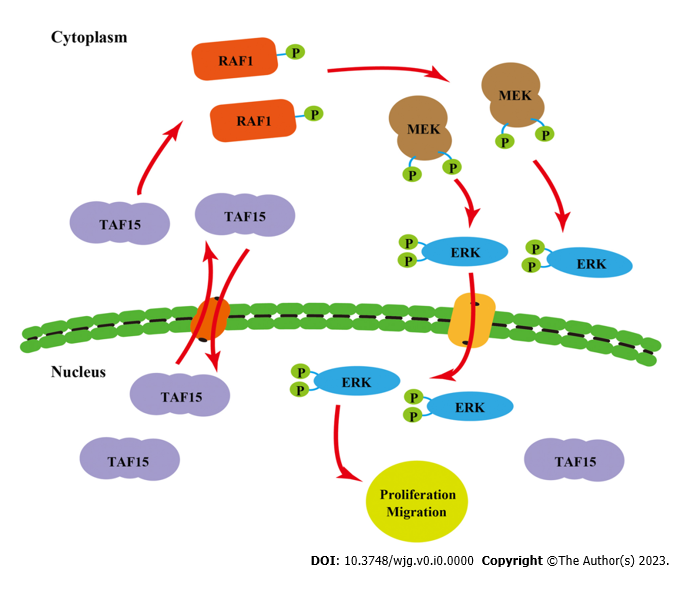 Cytoplasm
RAF1
P
RAF1
P
MEK
P
P
MEK
P
P
TAF15
TAF15
P
P
ERK
P
P
ERK
Nucleus
TAF15
P
P
ERK
P
P
ERK
TAF15
TAF15
Proliferation
Migration
DOI: 10.3748/wjg.v0.i0.0000 Copyright ©The Author(s) 2023.